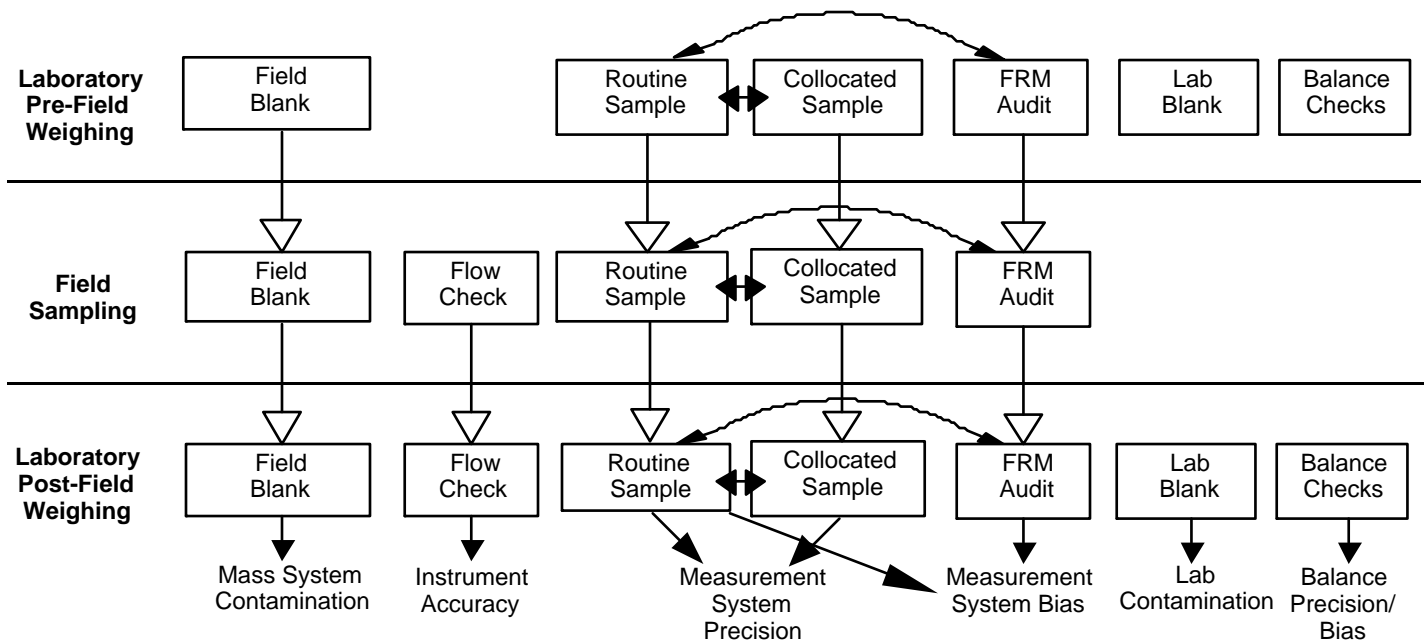 Laboratory
Pre-Field
Weighing
Field
Blank
Routine
Sample
Collocated
Sample
FRM
Audit
Lab
Blank
Balance
Checks
Field
Sampling
Field
Blank
Flow
Check
Routine
Sample
Collocated
Sample
FRM
Audit
Laboratory
Post-Field
Weighing
Field
Blank
Flow
Check
Routine
Sample
Collocated
Sample
FRM
Audit
Lab
Blank
Balance
Checks
Mass System
Contamination
Instrument
Accuracy
Measurement
System
Precision
Measurement
System Bias
Lab
Contamination
Balance
Precision/
Bias